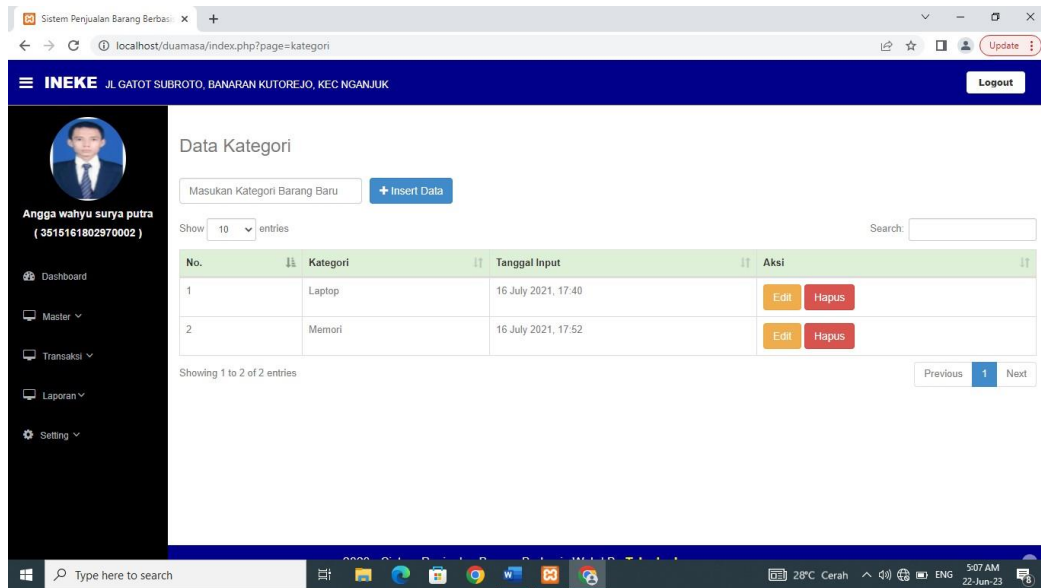 Sistem Penjualan Barang Berbasis
localhost/duamasa/index.php?page=kategori
Update
INEKE JL GATOT SUBROTO, BANARAN KUTOREJO, KEC NGANJUK
Logout
Angga wahyu surya putra
( 3515161802970002 )
Dashboard
Master
Transaksi
Laporan
Setting
Data Kategori
Masukan Kategori Barang Baru
+ Insert Data
Show 10 entries
Search:
No. Kategori Tanggal Input Aksi
1 Laptop 16 July 2021, 17:40 Edit Hapus
2 Memori 16 July 2021, 17:52 Edit Hapus
Showing 1 to 2 of 2 entries
Previous 1 Next
Type here to search
28°C Cerah
ENG
5:07 AM
22-Jun-23
8